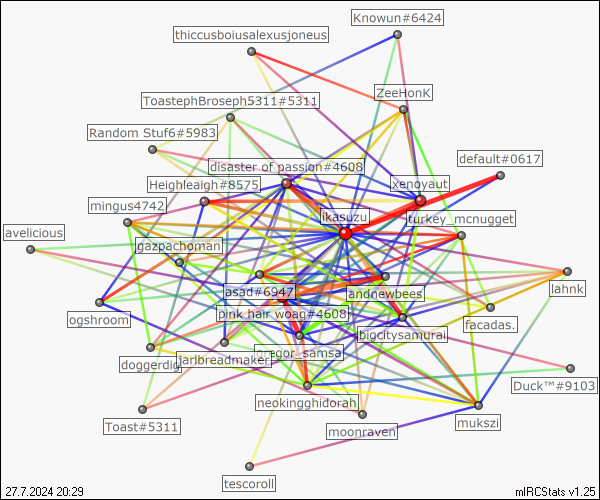 Knowun#6424
thiccusboiusalexusjoneus
ZeeHonK
ToastephBroseph5311#5311
Random Stuf6#5983
default#0617
disaster of passion#4608
Heighleaigh#8575
xenoyaut
mingus4742
ikasuzu
turkey_mcnugget
avelicious
gazpachoman
lahnk
asad#6947
andnewbees
pink hair woag#4608
ogshroom
facadas.
bigcitysamurai
gregor_samsa
doggerdig
jarlbreadmaker
Duck™#9103
neokingghidorah
Toast#5311
moonraven
mukszi
tescoroll
27.7.2024 20:29
mIRCStats v1.25